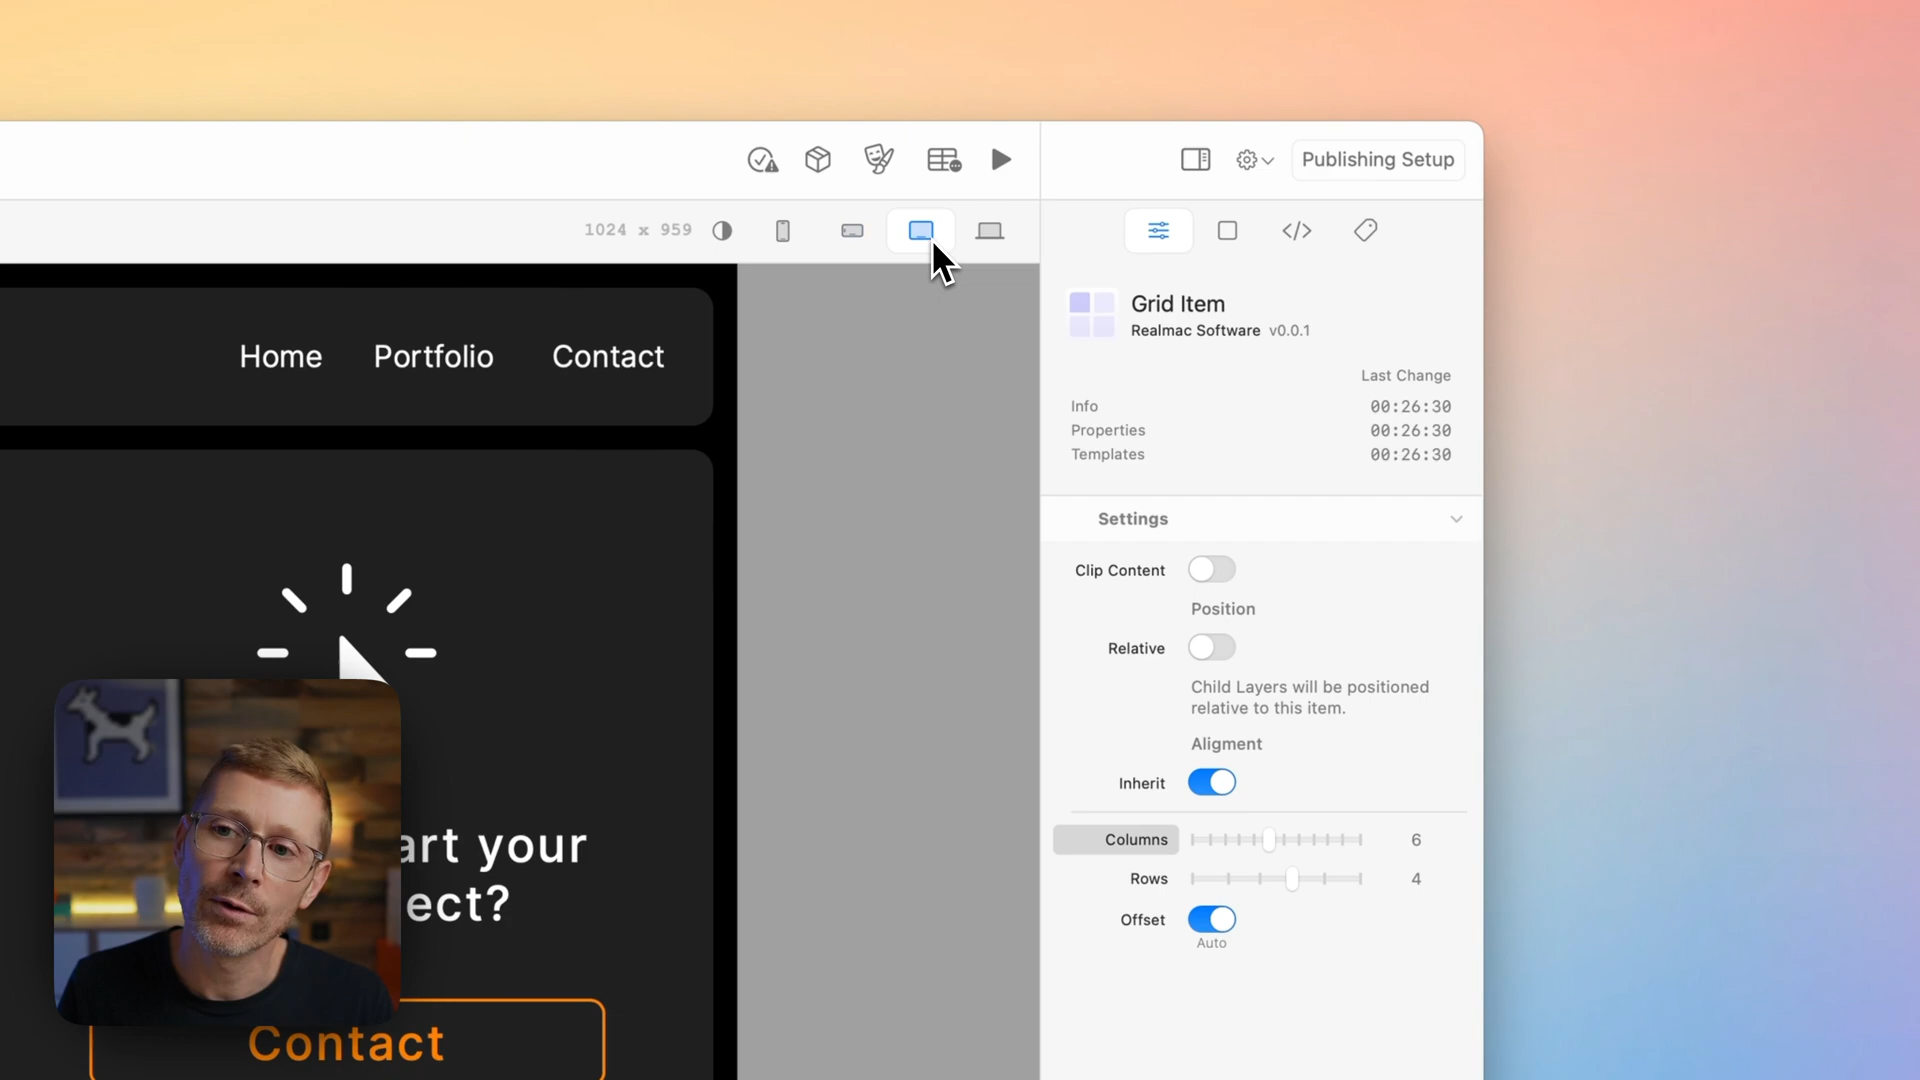 Publishing Setup
1024 x 959
Home Portfolio Contact
Grid Item
Realmac Software v0.0.1
Last Change
Info 00:26:30
Properties 00:26:30
Templates 00:26:30
Settings
Clip Content
Position
Relative
Child Layers will be positioned
relative to this item.
Aligment
Inherit
Columns 6
Rows 4
Offset
Auto
art your
ect?
Contact